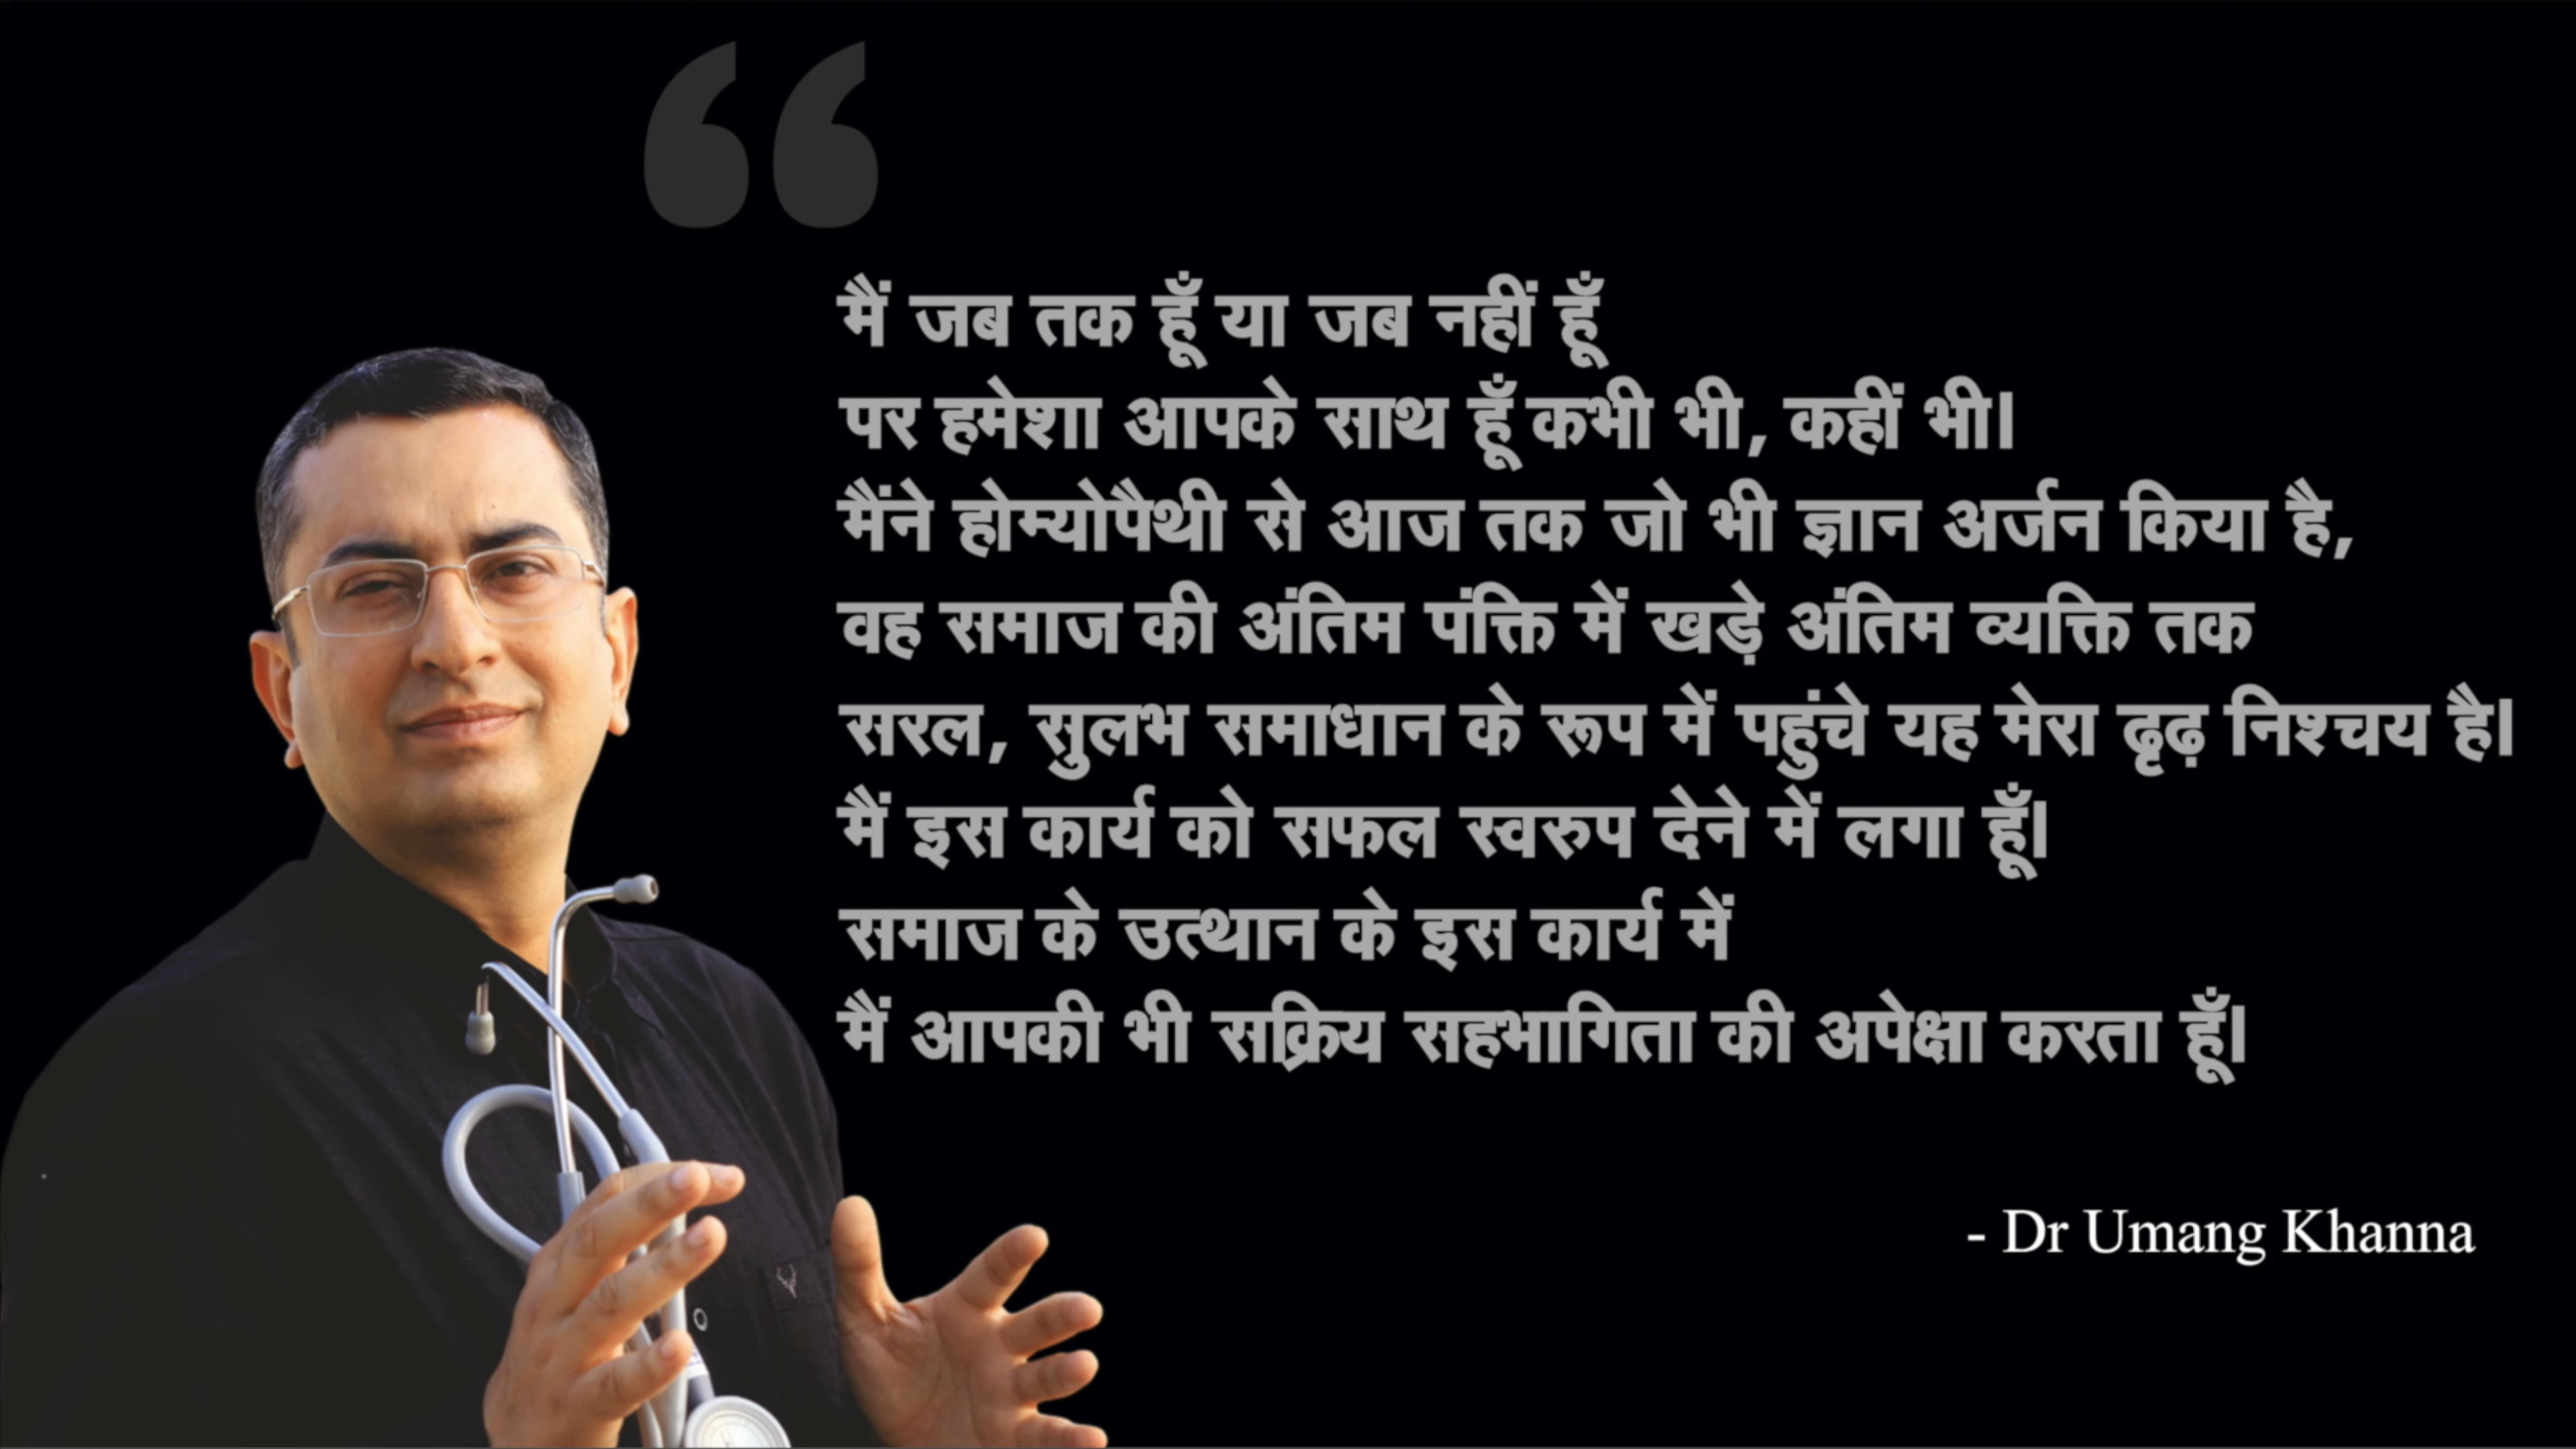 “
मैं जब तक हूँ या जब नहीं हूँ
पर हमेशा आपके साथ हूँ कभी भी, कहीं भी।
मैंने होम्योपैथी से आज तक जो भी ज्ञान अर्जन किया है,
वह समाज की अंतिम पंक्ति में खड़े अंतिम व्यक्ति तक
सरल, सुलभ समाधान के रूप में पहुंचे यह मेरा ढृढ़ निश्चय है।
मैं इस कार्य को सफल स्वरुप देने में लगा हूँ।
समाज के उत्थान के इस कार्य में
मैं आपकी भी सक्रिय सहभागिता की अपेक्षा करता हूँ।
- Dr Umang Khanna